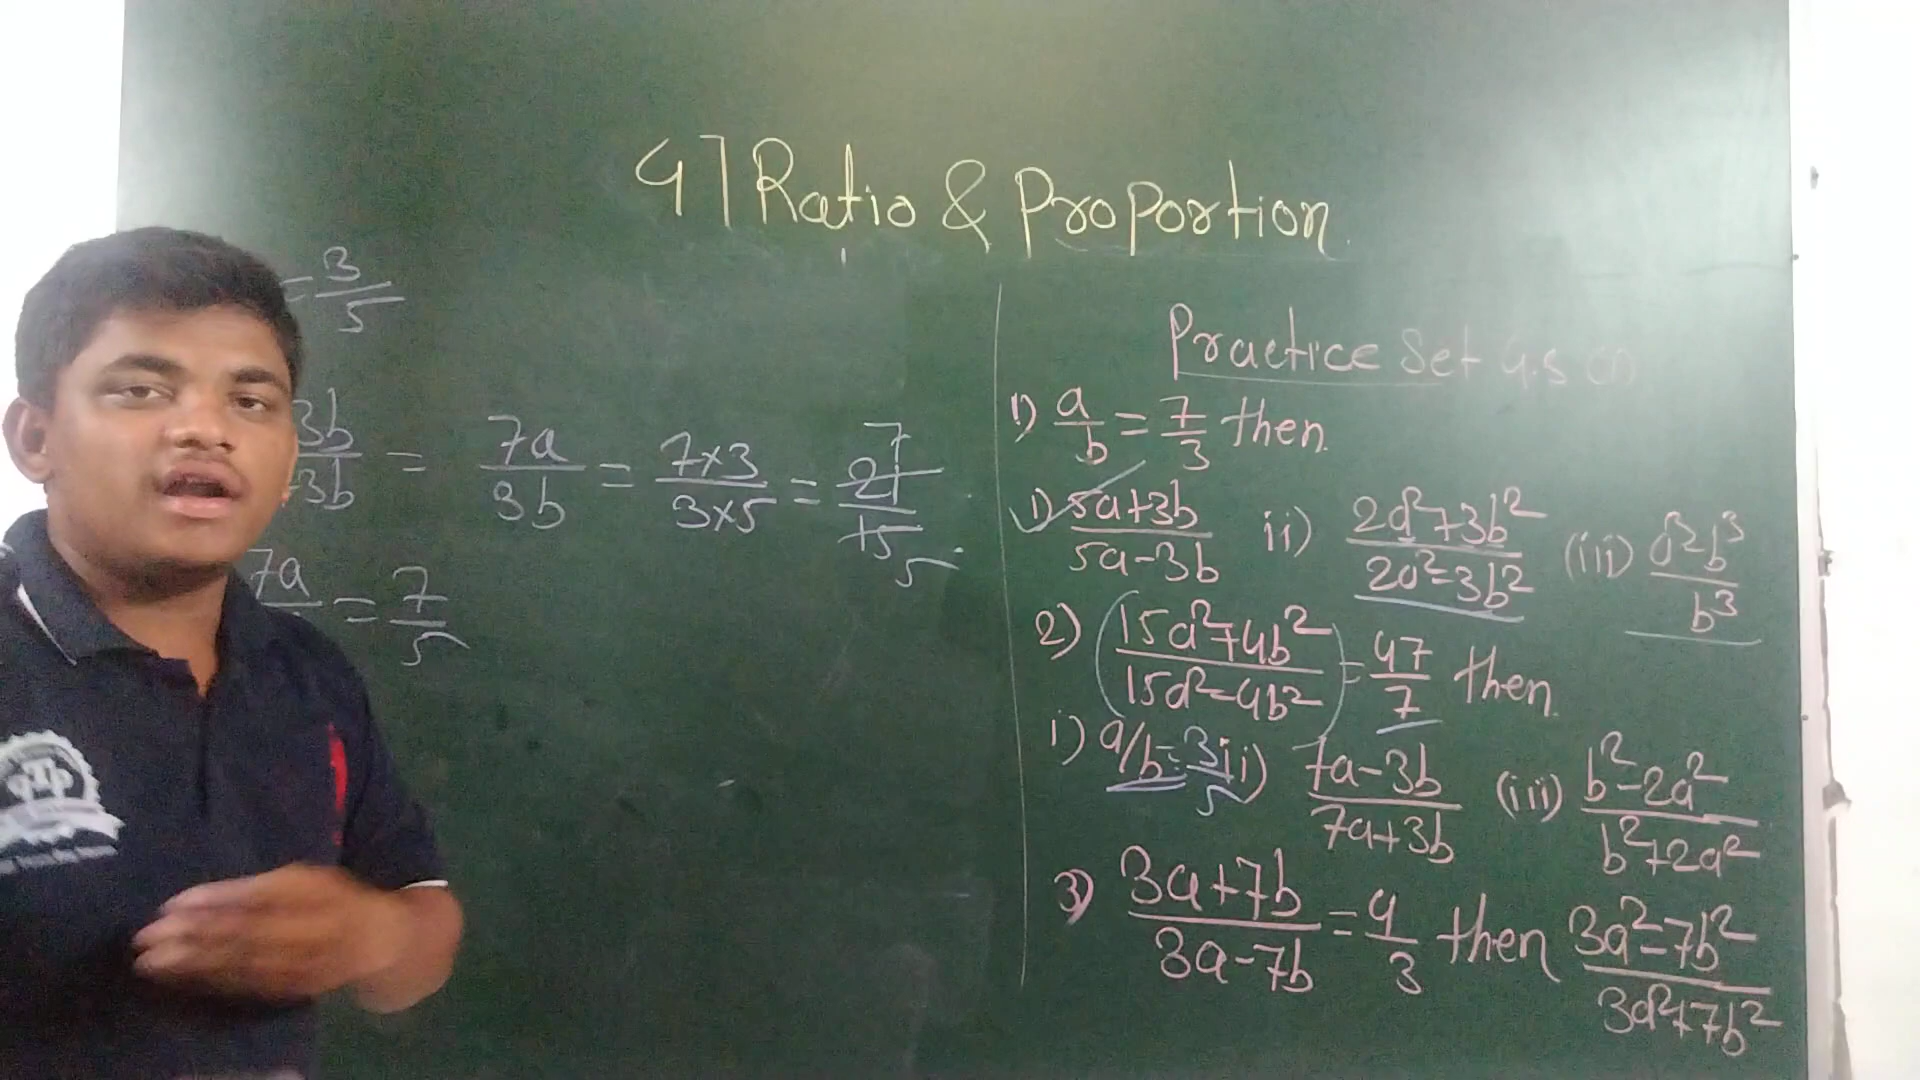 4] Ratio & Proportion
= 3/5
3b/3b = 7a/3b = 7×3/3×5 = 21/15 7/5
7a = 7/5
Practice Set 4.3
1) a/b = 7/3 then
i) 5a+3b/5a-3b ii) 2a²+3b²/2a²-3b² (iii) b³/b³
2) (15a²+4b²/15a²-4b²) = 47/7 then
i) a/b = 3/5 ii) 7a-3b/7a+3b (iii) b²-2a²/b²+2a²
3) 3a+7b/3a-7b = 4/3 then 3a²-7b²/3a²+7b²